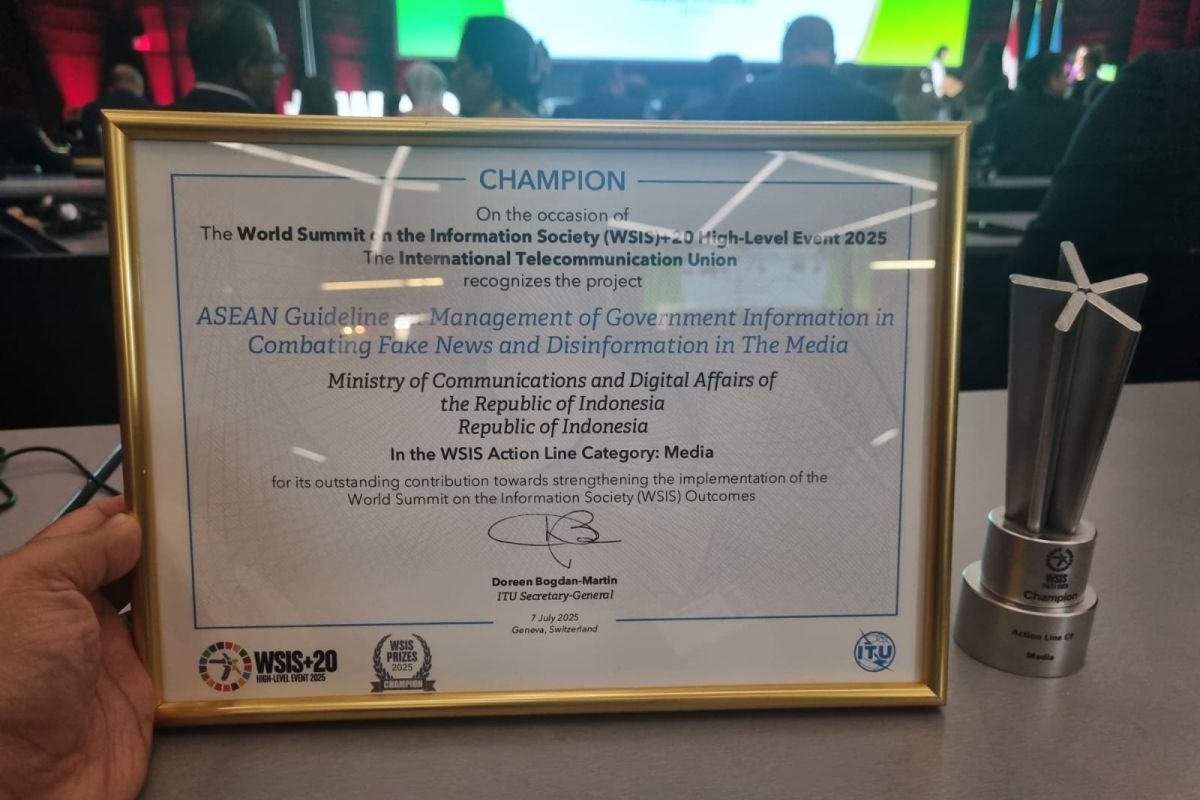 CHAMPION
On the occasion of
The World Summit on the Information Society (WSIS)+20 High-Level Event 2025
The International Telecommunication Union
recognizes the project
ASEAN Guideline Management of Government Information in
Combating Fake News and Disinformation in The Media
Ministry of Communications and Digital Affairs of
the Republic of Indonesia
Republic of Indonesia
In the WSIS Action Line Category: Media
for its outstanding contribution towards strengthening the implementation of the
World Summit on the Information Society (WSIS) Outcomes
Doreen Bogdan-Martin
ITU Secretary-General
7 July 2025
Geneva, Switzerland
WSIS+20
HIGH-LEVEL EVENT 2025
WSIS
PRIZES
2025
CHAMPION
ITU
WSIS
Champion
Action Line C9
Media